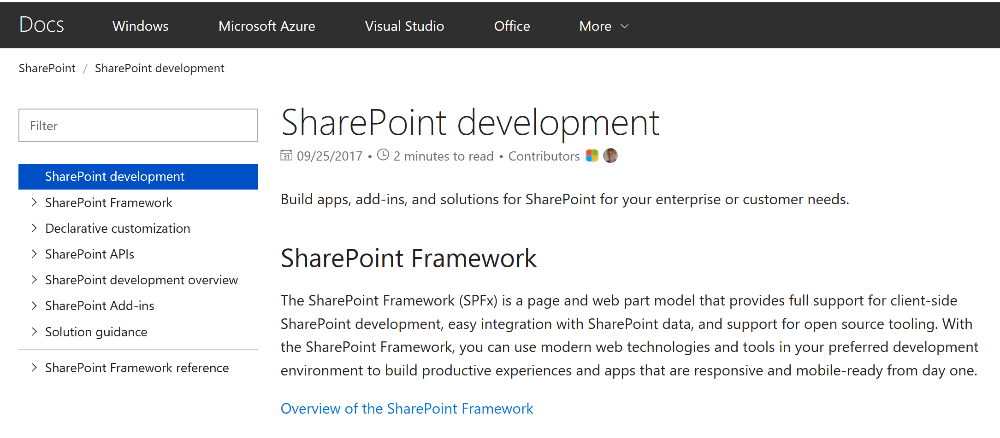 Docs
Windows
Microsoft Azure
Visual Studio
Office
More
SharePoint / SharePoint development
Filter
SharePoint development
SharePoint Framework
Declarative customization
SharePoint APIs
SharePoint development overview
SharePoint Add-ins
Solution guidance
SharePoint Framework reference
SharePoint development
31 09/25/2017 • 2 minutes to read • Contributors
Build apps, add-ins, and solutions for SharePoint for your enterprise or customer needs.
SharePoint Framework
The SharePoint Framework (SPFx) is a page and web part model that provides full support for client-side
SharePoint development, easy integration with SharePoint data, and support for open source tooling. With
the SharePoint Framework, you can use modern web technologies and tools in your preferred development
environment to build productive experiences and apps that are responsive and mobile-ready from day one.
Overview of the SharePoint Framework